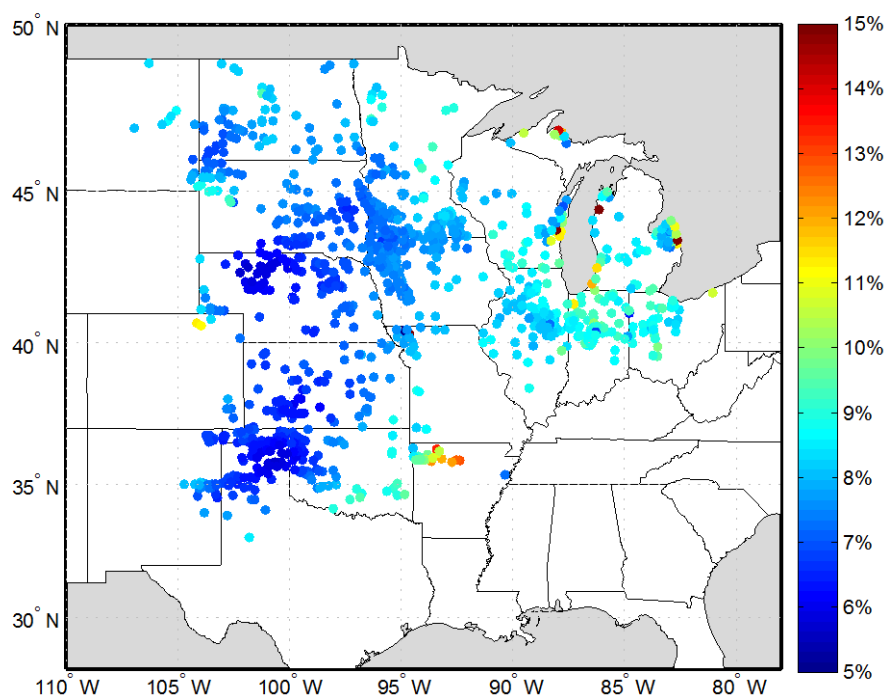 50° N
45° N
40° N
35° N
30° N
110° W
105° W
100° W
95° W
90° W
85° W
80° W
15%
14%
13%
12%
11%
10%
9%
8%
7%
6%
5%